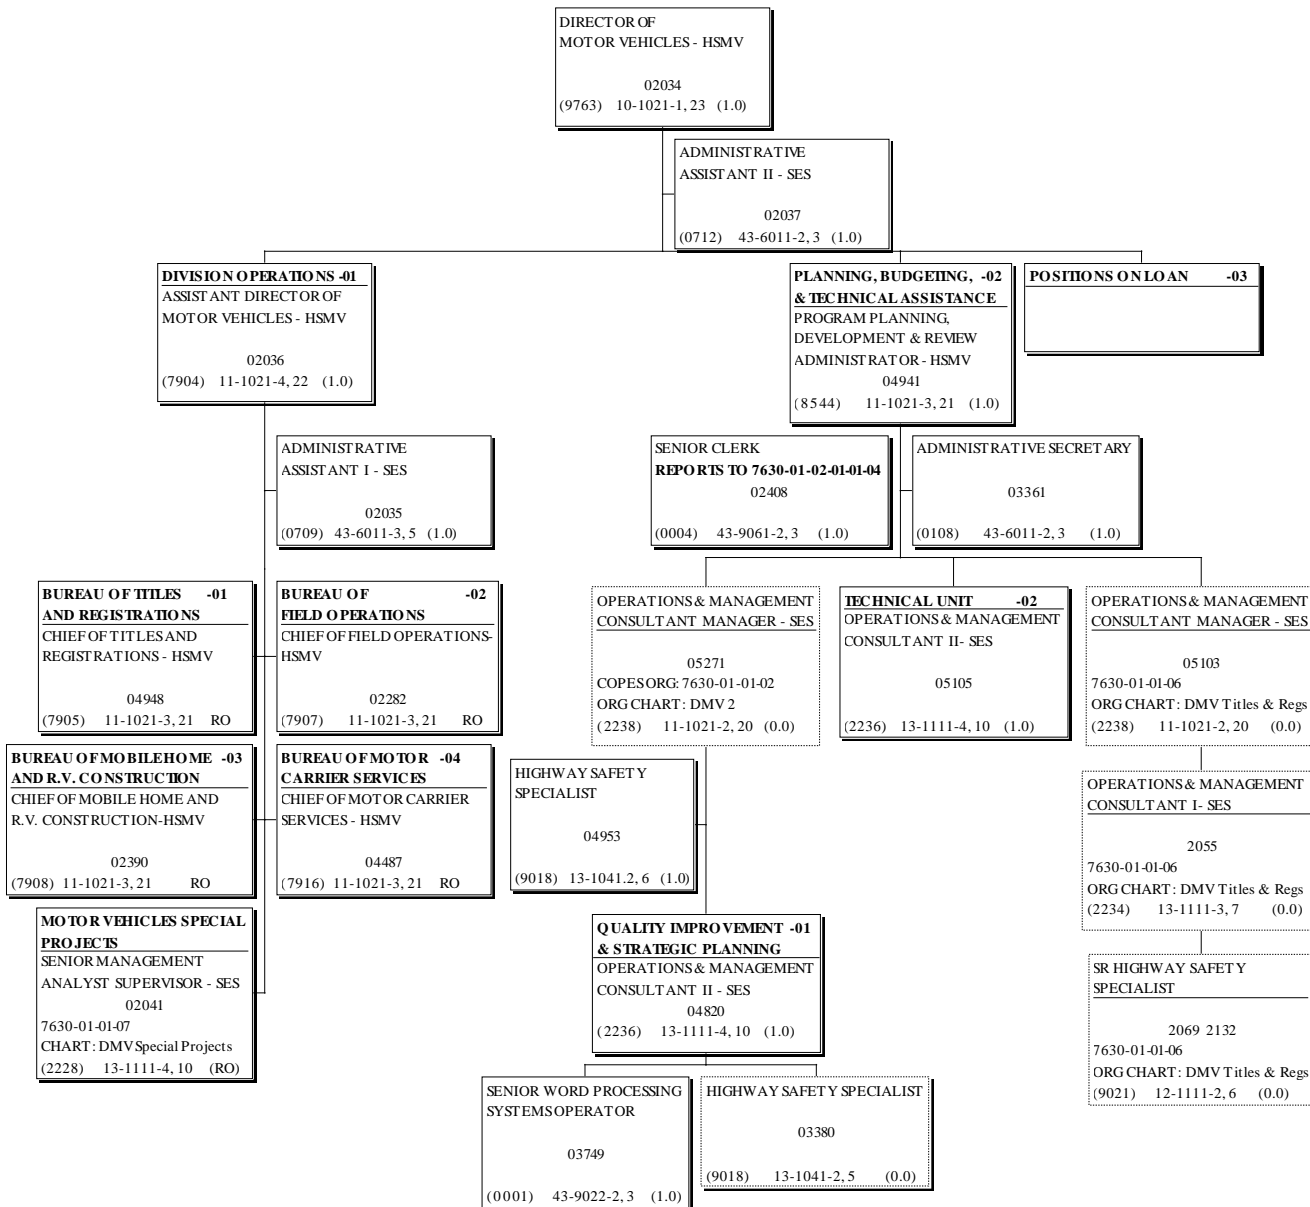 DIRECTOR OF
MOTOR VEHICLES - HSMV
02034
(9763) 10-1021-1, 23 (1.0)
ADMINISTRATIVE
ASSISTANT II - SES
02037
(0712) 43-6011-2, 3 (1.0)
DIVISION OPERATIONS -01
ASSISTANT DIRECTOR OF
MOTOR VEHICLES - HSMV
02036
(7904) 11-1021-4, 22 (1.0)
PLANNING, BUDGETING, -02
& TECHNICAL ASSISTANCE
PROGRAM PLANNING,
DEVELOPMENT & REVIEW
ADMINISTRATOR - HSMV
04941
(8544) 11-1021-3, 21 (1.0)
POSITIONS ON LOAN -03
ADMINISTRATIVE
ASSISTANT I - SES
02035
(0709) 43-6011-3, 5 (1.0)
SENIOR CLERK
REPORTS TO 7630-01-02-01-01-04
02408
(0004) 43-9061-2, 3 (1.0)
ADMINISTRATIVE SECRETARY
03361
(0108) 43-6011-2, 3 (1.0)
BUREAU OF TITLES -01
AND REGISTRATIONS
CHIEF OF TITLES AND
REGISTRATIONS - HSMV
04948
(7905) 11-1021-3, 21 RO
BUREAU OF -02
FIELD OPERATIONS
CHIEF OF FIELD OPERATIONS-
HSMV
02282
(7907) 11-1021-3, 21 RO
OPERATIONS & MANAGEMENT
CONSULTANT MANAGER - SES
05271
COPES ORG: 7630-01-01-02
ORG CHART: DMV 2
(2238) 11-1021-2, 20 (0.0)
TECHNICAL UNIT -02
OPERATIONS & MANAGEMENT
CONSULTANT II- SES
05105
(2236) 13-1111-4, 10 (1.0)
OPERATIONS & MANAGEMENT
CONSULTANT MANAGER - SES
05103
7630-01-01-06
ORG CHART: DMV Titles & Regs
(2238) 11-1021-2, 20 (0.0)
BUREAU OF MOBILE HOME -03
AND R.V. CONSTRUCTION
CHIEF OF MOBILE HOME AND
R.V. CONSTRUCTION-HSMV
02390
(7908) 11-1021-3, 21 RO
BUREAU OF MOTOR -04
CARRIER SERVICES
CHIEF OF MOTOR CARRIER
SERVICES - HSMV
04487
(7916) 11-1021-3, 21 RO
HIGHWAY SAFETY
SPECIALIST
04953
(9018) 13-1041.2, 6 (1.0)
OPERATIONS & MANAGEMENT
CONSULTANT I- SES
2055
7630-01-01-06
ORG CHART: DMV Titles & Regs
(2234) 13-1111-3, 7 (0.0)
MOTOR VEHICLES SPECIAL
PROJECTS
SENIOR MANAGEMENT
ANALYST SUPERVISOR - SES
02041
7630-01-01-07
CHART: DMV Special Projects
(2228) 13-1111-4, 10 (RO)
QUALITY IMPROVEMENT -01
& STRATEGIC PLANNING
OPERATIONS & MANAGEMENT
CONSULTANT II - SES
04820
(2236) 13-1111-4, 10 (1.0)
SR HIGHWAY SAFETY
SPECIALIST
2069 2132
7630-01-01-06
ORG CHART: DMV Titles & Regs
(9021) 12-1111-2, 6 (0.0)
SENIOR WORD PROCESSING
SYSTEMS OPERATOR
03749
(0001) 43-9022-2, 3 (1.0)
HIGHWAY SAFETY SPECIALIST
03380
(9018) 13-1041-2, 5 (0.0)